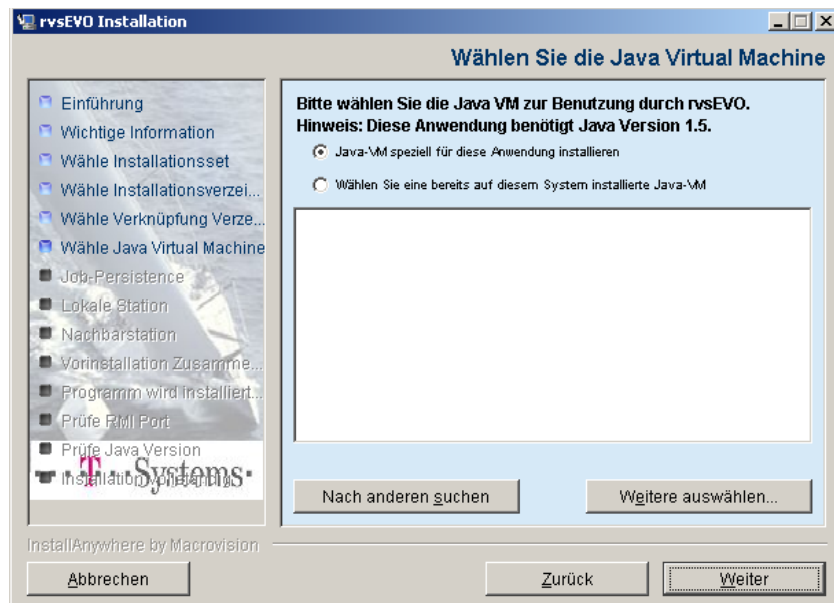 rvsEVO Installation
Wählen Sie die Java Virtual Machine
Einführung
Wichtige Information
Wähle Installationsset
Wähle Installationsverzei...
Wähle Verknüpfung Verze...
Wähle Java Virtual Machine
Job-Persistence
Lokale Station
Nachbarstation
Vorinstallation Zusamme...
Programm wird installiert...
Prüfe RMI Port
Prüfe Java Version
Installation vollständig
T Systems
Bitte wählen Sie die Java VM zur Benutzung durch rvsEVO.
Hinweis: Diese Anwendung benötigt Java Version 1.5.
Java-VM speziell für diese Anwendung installieren
Wählen Sie eine bereits auf diesem System installierte Java-VM
Nach anderen suchen
Weitere auswählen...
InstallAnywhere by Macrovision
Abbrechen
Zurück
Weiter